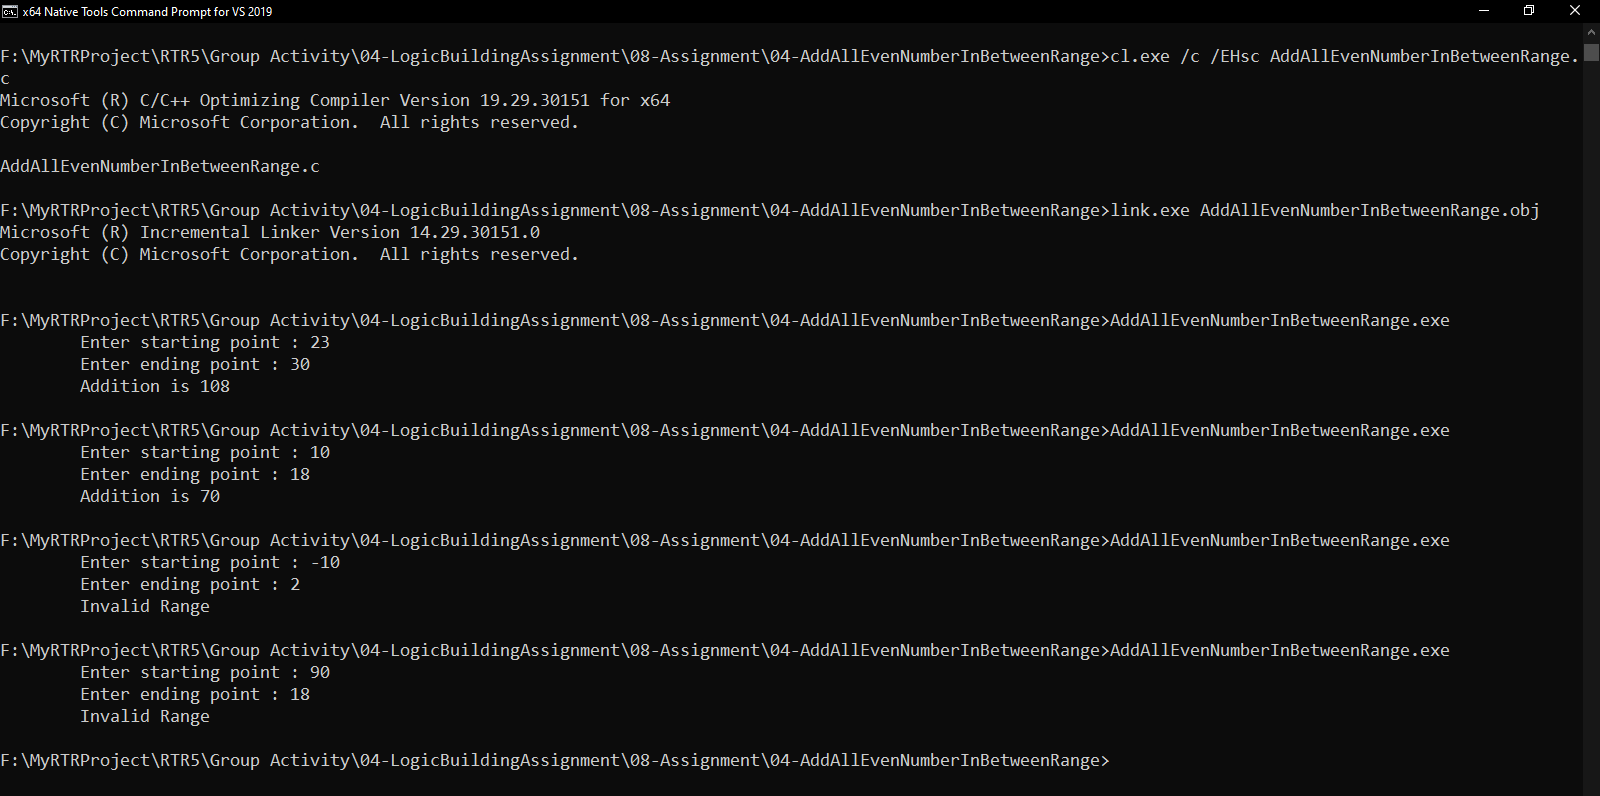 x64 Native Tools Command Prompt for VS 2019
F:\MyRTRProject\RTR5\Group Activity\04-LogicBuildingAssignment\08-Assignment\04-AddAllEvenNumberInBetweenRange>cl.exe /c /EHsc AddAllEvenNumberInBetweenRange.
c
Microsoft (R) C/C++ Optimizing Compiler Version 19.29.30151 for x64
Copyright (C) Microsoft Corporation.  All rights reserved.
AddAllEvenNumberInBetweenRange.c
F:\MyRTRProject\RTR5\Group Activity\04-LogicBuildingAssignment\08-Assignment\04-AddAllEvenNumberInBetweenRange>link.exe AddAllEvenNumberInBetweenRange.obj
Microsoft (R) Incremental Linker Version 14.29.30151.0
Copyright (C) Microsoft Corporation.  All rights reserved.
F:\MyRTRProject\RTR5\Group Activity\04-LogicBuildingAssignment\08-Assignment\04-AddAllEvenNumberInBetweenRange>AddAllEvenNumberInBetweenRange.exe
Enter starting point : 23
Enter ending point : 30
Addition is 108
F:\MyRTRProject\RTR5\Group Activity\04-LogicBuildingAssignment\08-Assignment\04-AddAllEvenNumberInBetweenRange>AddAllEvenNumberInBetweenRange.exe
Enter starting point : 10
Enter ending point : 18
Addition is 70
F:\MyRTRProject\RTR5\Group Activity\04-LogicBuildingAssignment\08-Assignment\04-AddAllEvenNumberInBetweenRange>AddAllEvenNumberInBetweenRange.exe
Enter starting point : -10
Enter ending point : 2
Invalid Range
F:\MyRTRProject\RTR5\Group Activity\04-LogicBuildingAssignment\08-Assignment\04-AddAllEvenNumberInBetweenRange>AddAllEvenNumberInBetweenRange.exe
Enter starting point : 90
Enter ending point : 18
Invalid Range
F:\MyRTRProject\RTR5\Group Activity\04-LogicBuildingAssignment\08-Assignment\04-AddAllEvenNumberInBetweenRange>